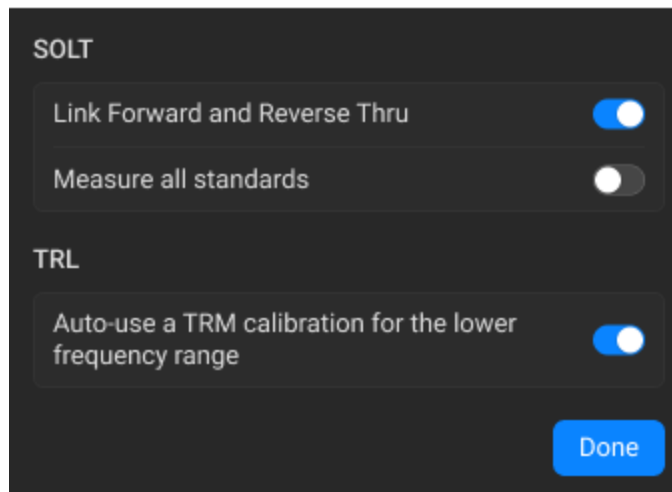 SOLT
Link Forward and Reverse Thru
Measure all standards
TRL
Auto-use a TRM calibration for the lower
frequency range
Done